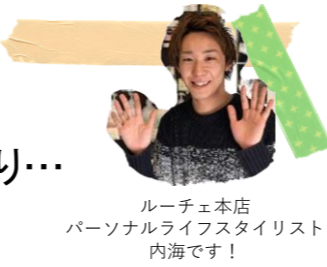 り…
ルーチェ本店
パーソナルライフスタイリスト
内海です！